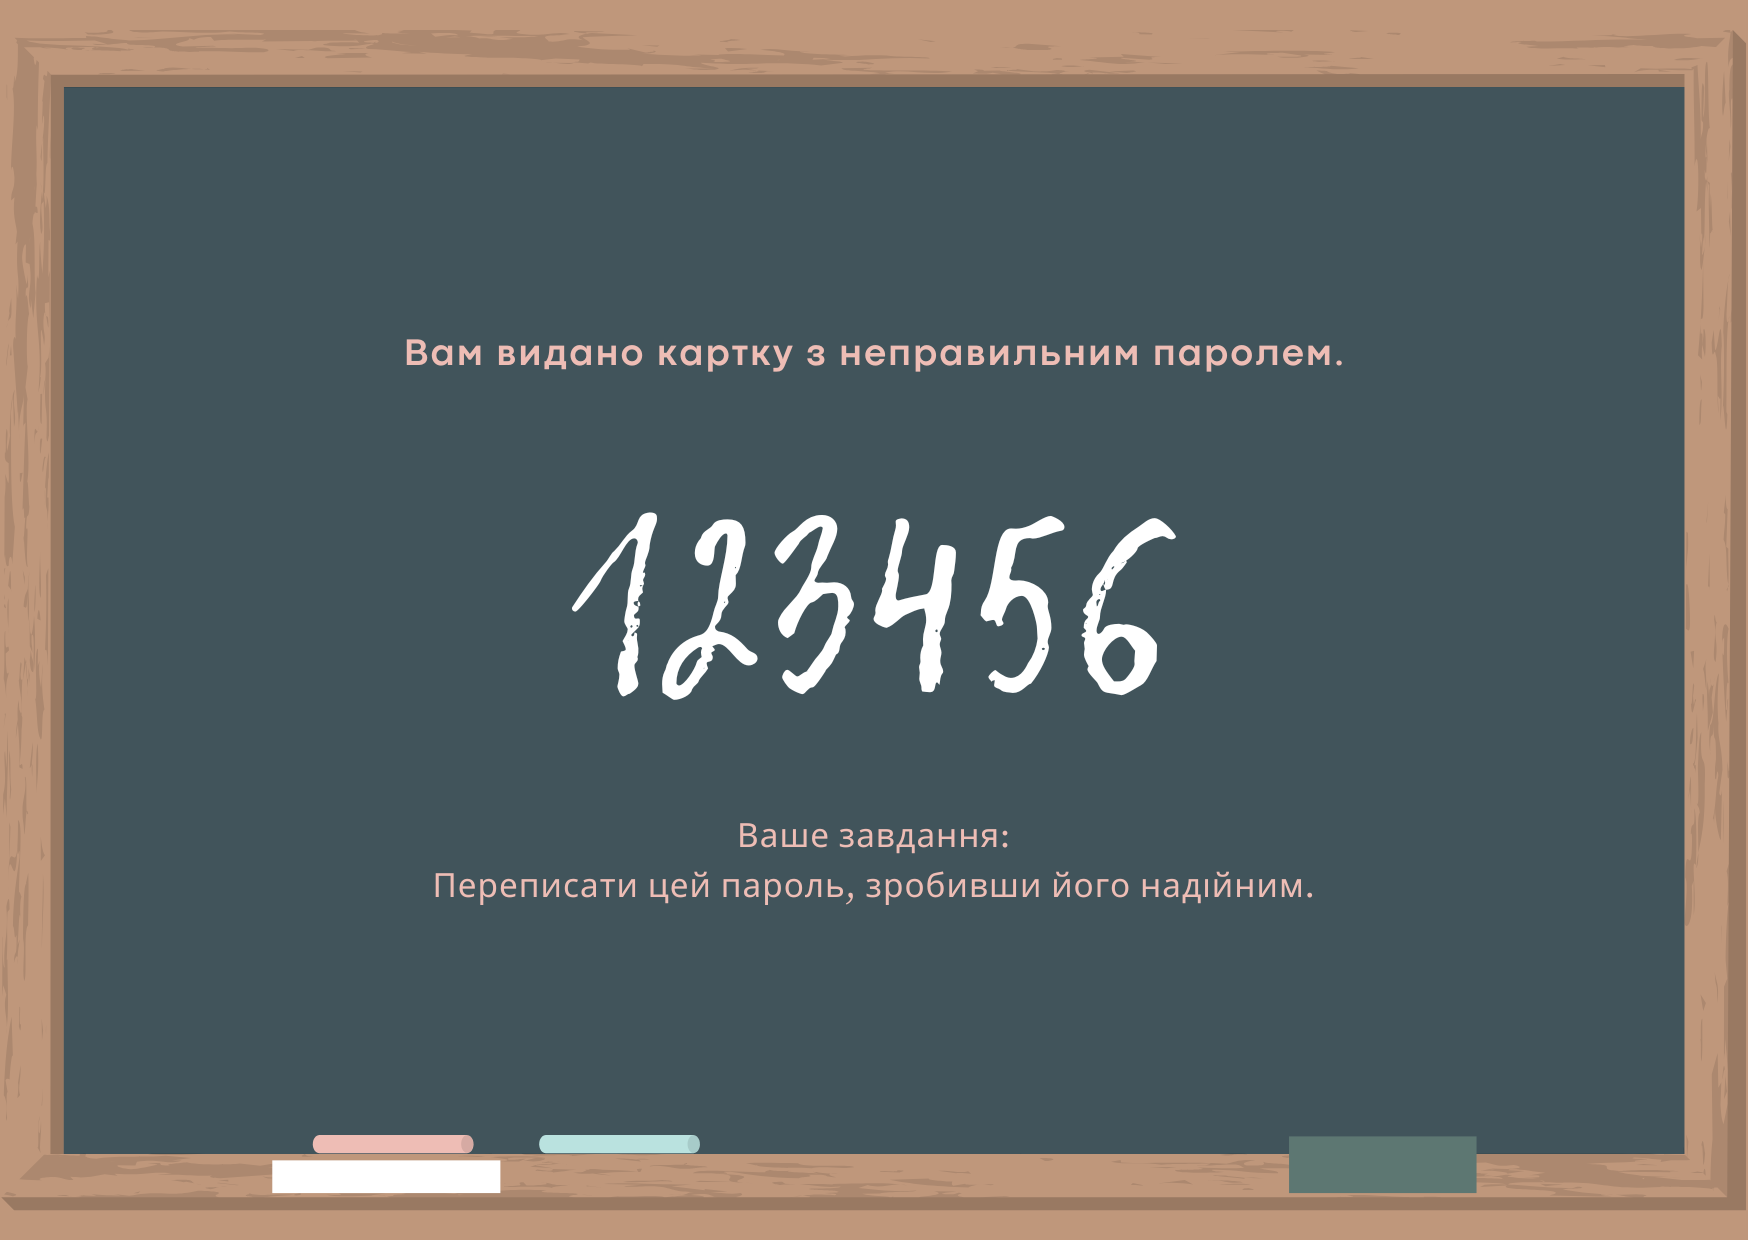 Вам видано картку з неправильним паролем.
123456
Ваше завдання:
Переписати цей пароль, зробивши його надійним.